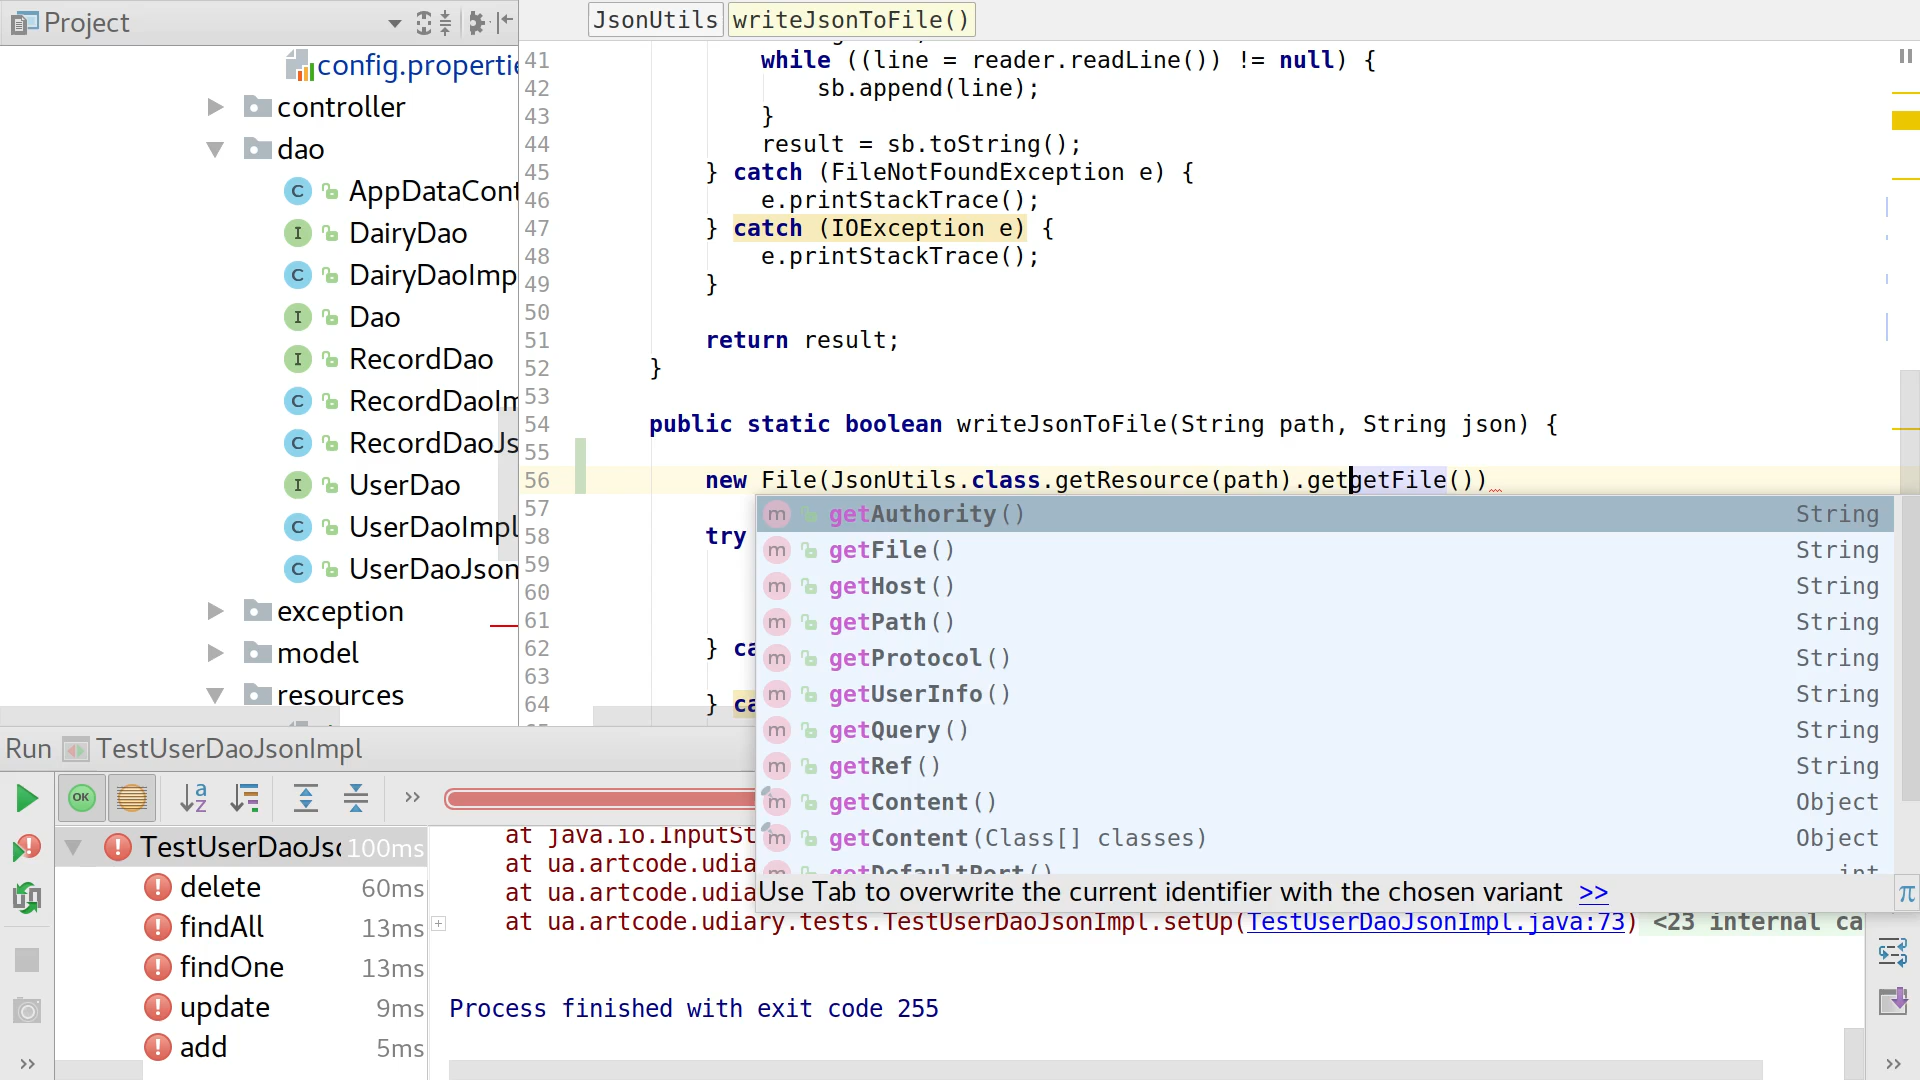 Project
config.properti
controller
dao
AppDataCont
DairyDao
DairyDaoImp
Dao
RecordDao
RecordDaoIm
RecordDaoJs
UserDao
UserDaoImpl
UserDaoJson
exception
model
resources
JsonUtils writeJsonToFile()
41 while ((line = reader.readLine()) != null) {
42 sb.append(line);
43 }
44 result = sb.toString();
45 } catch (FileNotFoundException e) {
46 e.printStackTrace();
47 } catch (IOException e) {
48 e.printStackTrace();
49 }
50
51 return result;
52 }
53
54 public static boolean writeJsonToFile(String path, String json) {
55
56 new File(JsonUtils.class.getResource(path).getgetFile())
57
58 try
59
60
61
62 } ca
63
64 } ca
getAuthority() String
getFile() String
getHost() String
getPath() String
getProtocol() String
getUserInfo() String
getQuery() String
getRef() String
getContent() Object
getContent(Class[] classes) Object
getDefaultPort() int
Use Tab to overwrite the current identifier with the chosen variant >>
π
Run TestUserDaoJsonImpl
OK
a
z
TestUserDaoJsc 100ms
delete 60ms
findAll 13ms
findOne 13ms
update 9ms
add 5ms
at java.io.InputSt
at ua.artcode.udia
at ua.artcode.udia
at ua.artcode.udiary.tests.TestUserDaoJsonImpl.setUp(TestUserDaoJsonImpl.java:73) <23 internal ca
Process finished with exit code 255